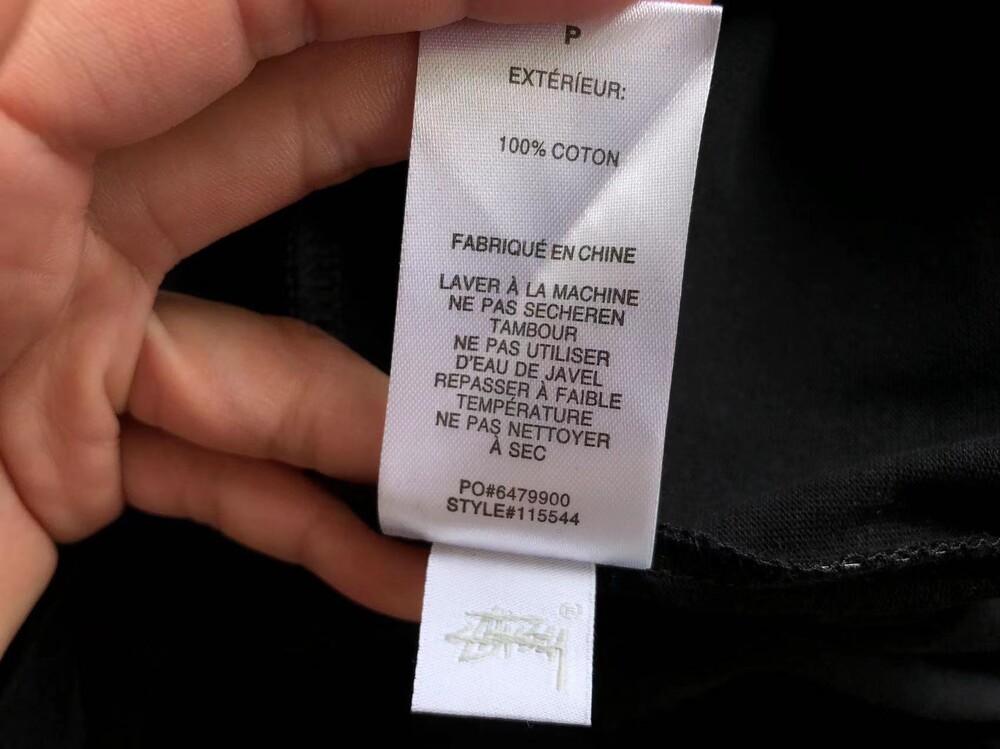 P
EXTÉRÍEUR:
100% COTON
FABRIQUÉ EN CHINE
LAVER À LA MACHINE
NE PAS SECHEREN
TAMBOUR
NE PAS UTILISER
D'EAU DE JAVEL
REPASSER À FAIBLE
TEMPÉRATURE
NE PAS NETTOYER
À SEC
PO#6479900
STYLE#115544
Stüssy ®